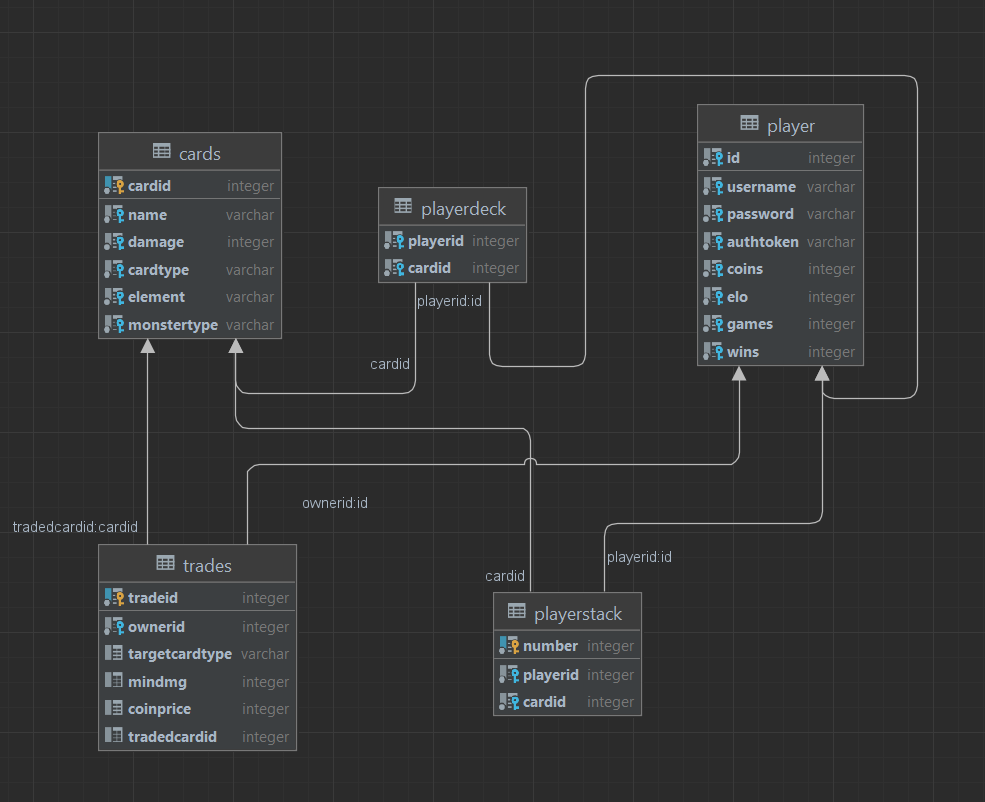 cards
cardid integer
name varchar
damage integer
cardtype varchar
element varchar
monstertype varchar
playerdeck
playerid integer
cardid integer
player
id integer
username varchar
password varchar
authtoken varchar
coins integer
elo integer
games integer
wins integer
playerid:id
cardid
ownerid:id
tradedcardid:cardid
cardid
playerid:id
trades
tradeid integer
ownerid integer
targetcardtype varchar
mindmg integer
coinprice integer
tradedcardid integer
playerstack
number integer
playerid integer
cardid integer